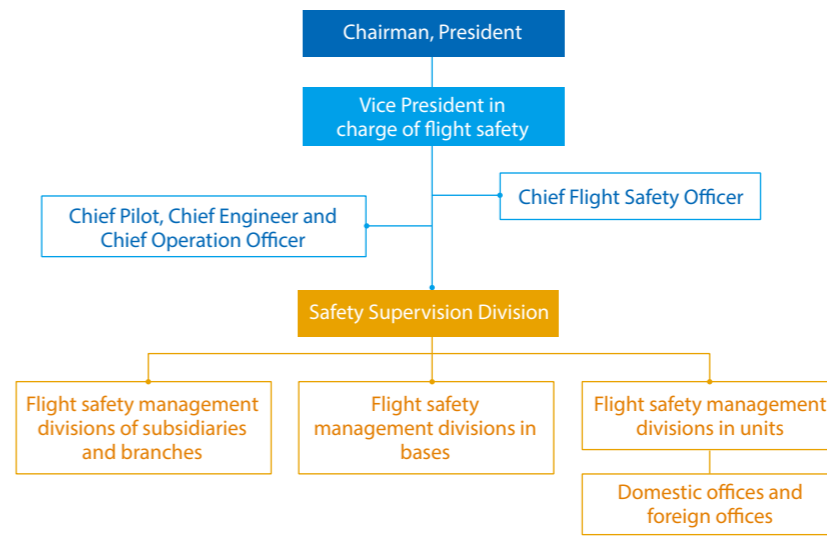 Chairman, President
Vice President in
charge of flight safety
Chief Flight Safety Officer
Chief Pilot, Chief Engineer and
Chief Operation Officer
Safety Supervision Division
Flight safety management
divisions of subsidiaries
and branches
Flight safety
management divisions in
bases
Flight safety management
divisions in units
Domestic offices and
foreign offices